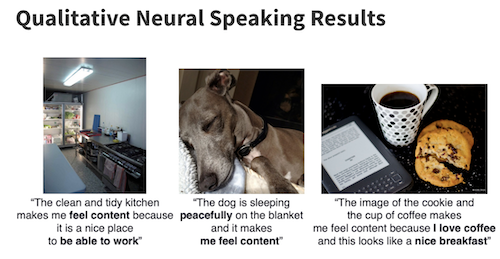 Qualitative Neural Speaking Results
“The clean and tidy kitchen
makes me feel content because
it is a nice place
to be able to work”
“The dog is sleeping
peacefully on the blanket
and it makes
me feel content”
“The image of the cookie and
the cup of coffee makes
me feel content because I love coffee
and this looks like a nice breakfast”